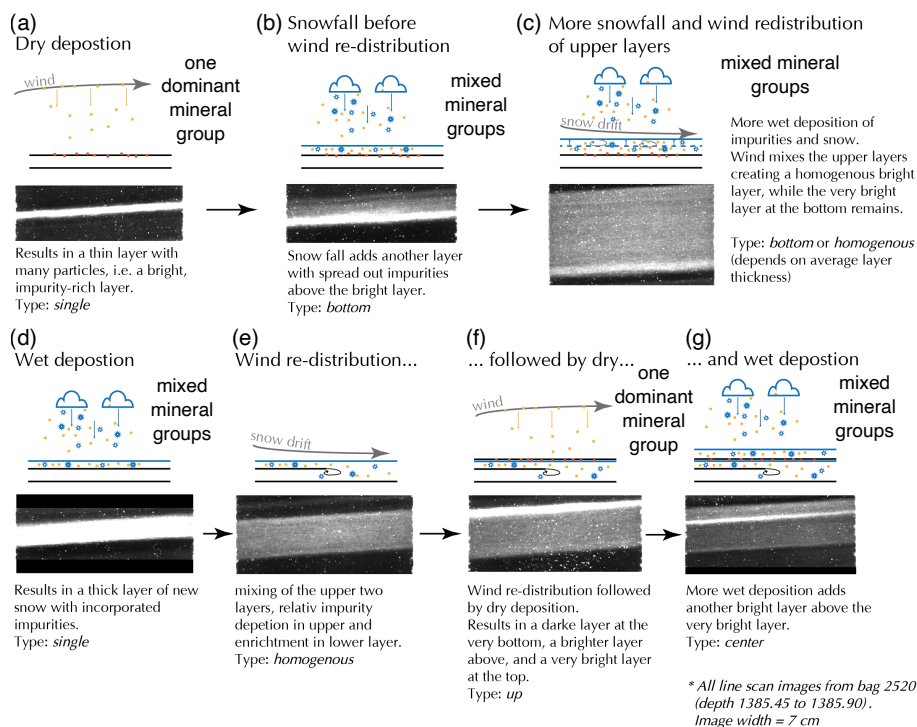 (a)
Dry depostion
wind
one
dominant
mineral
group
Results in a thin layer with
many particles, i.e. a bright,
impurity-rich layer.
Type: single
(b)
Snowfall before
wind re-distribution
mixed
mineral
groups
Snow fall adds another layer
with spread out impurities
above the bright layer.
Type: bottom
(c)
More snowfall and wind redistribution
of upper layers
snow drift
mixed mineral
groups
More wet deposition of
impurities and snow.
Wind mixes the upper layers
creating a homogenous bright
layer, while the very bright
layer at the bottom remains.
Type: bottom or homogenous
(depends on average layer
thickness)
(d)
Wet depostion
mixed
mineral
groups
Results in a thick layer of new
snow with incorporated
impurities.
Type: single
(e)
Wind re-distribution...
snow drift
mixing of the upper two
layers, relativ impurity
depetion in upper and
enrichtment in lower layer.
Type: homogenous
(f)
... followed by dry...
wind
one
dominant
mineral
group
Wind re-distribution followed
by dry deposition.
Results in a darke layer at the
very bottom, a brighter layer
above, and a very bright layer
at the top.
Type: up
(g)
... and wet depostion
mixed
mineral
groups
More wet deposition adds
another bright layer above the
very bright layer.
Type: center
* All line scan images from bag 2520
(depth 1385.45 to 1385.90) .
Image width = 7 cm